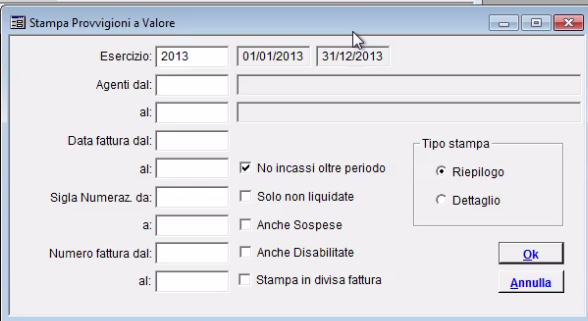 Stampa Provvigioni a Valore
Esercizio: 2013 01/01/2013 31/12/2013
Agenti dal:
al:
Data fattura dal:
al: No incassi oltre periodo
Sigla Numeraz. da: Solo non liquidate
a: Anche Sospese
Numero fattura dal: Anche Disabilitate
al: Stampa in divisa fattura
Tipo stampa
Riepilogo
Dettaglio
Ok
Annulla